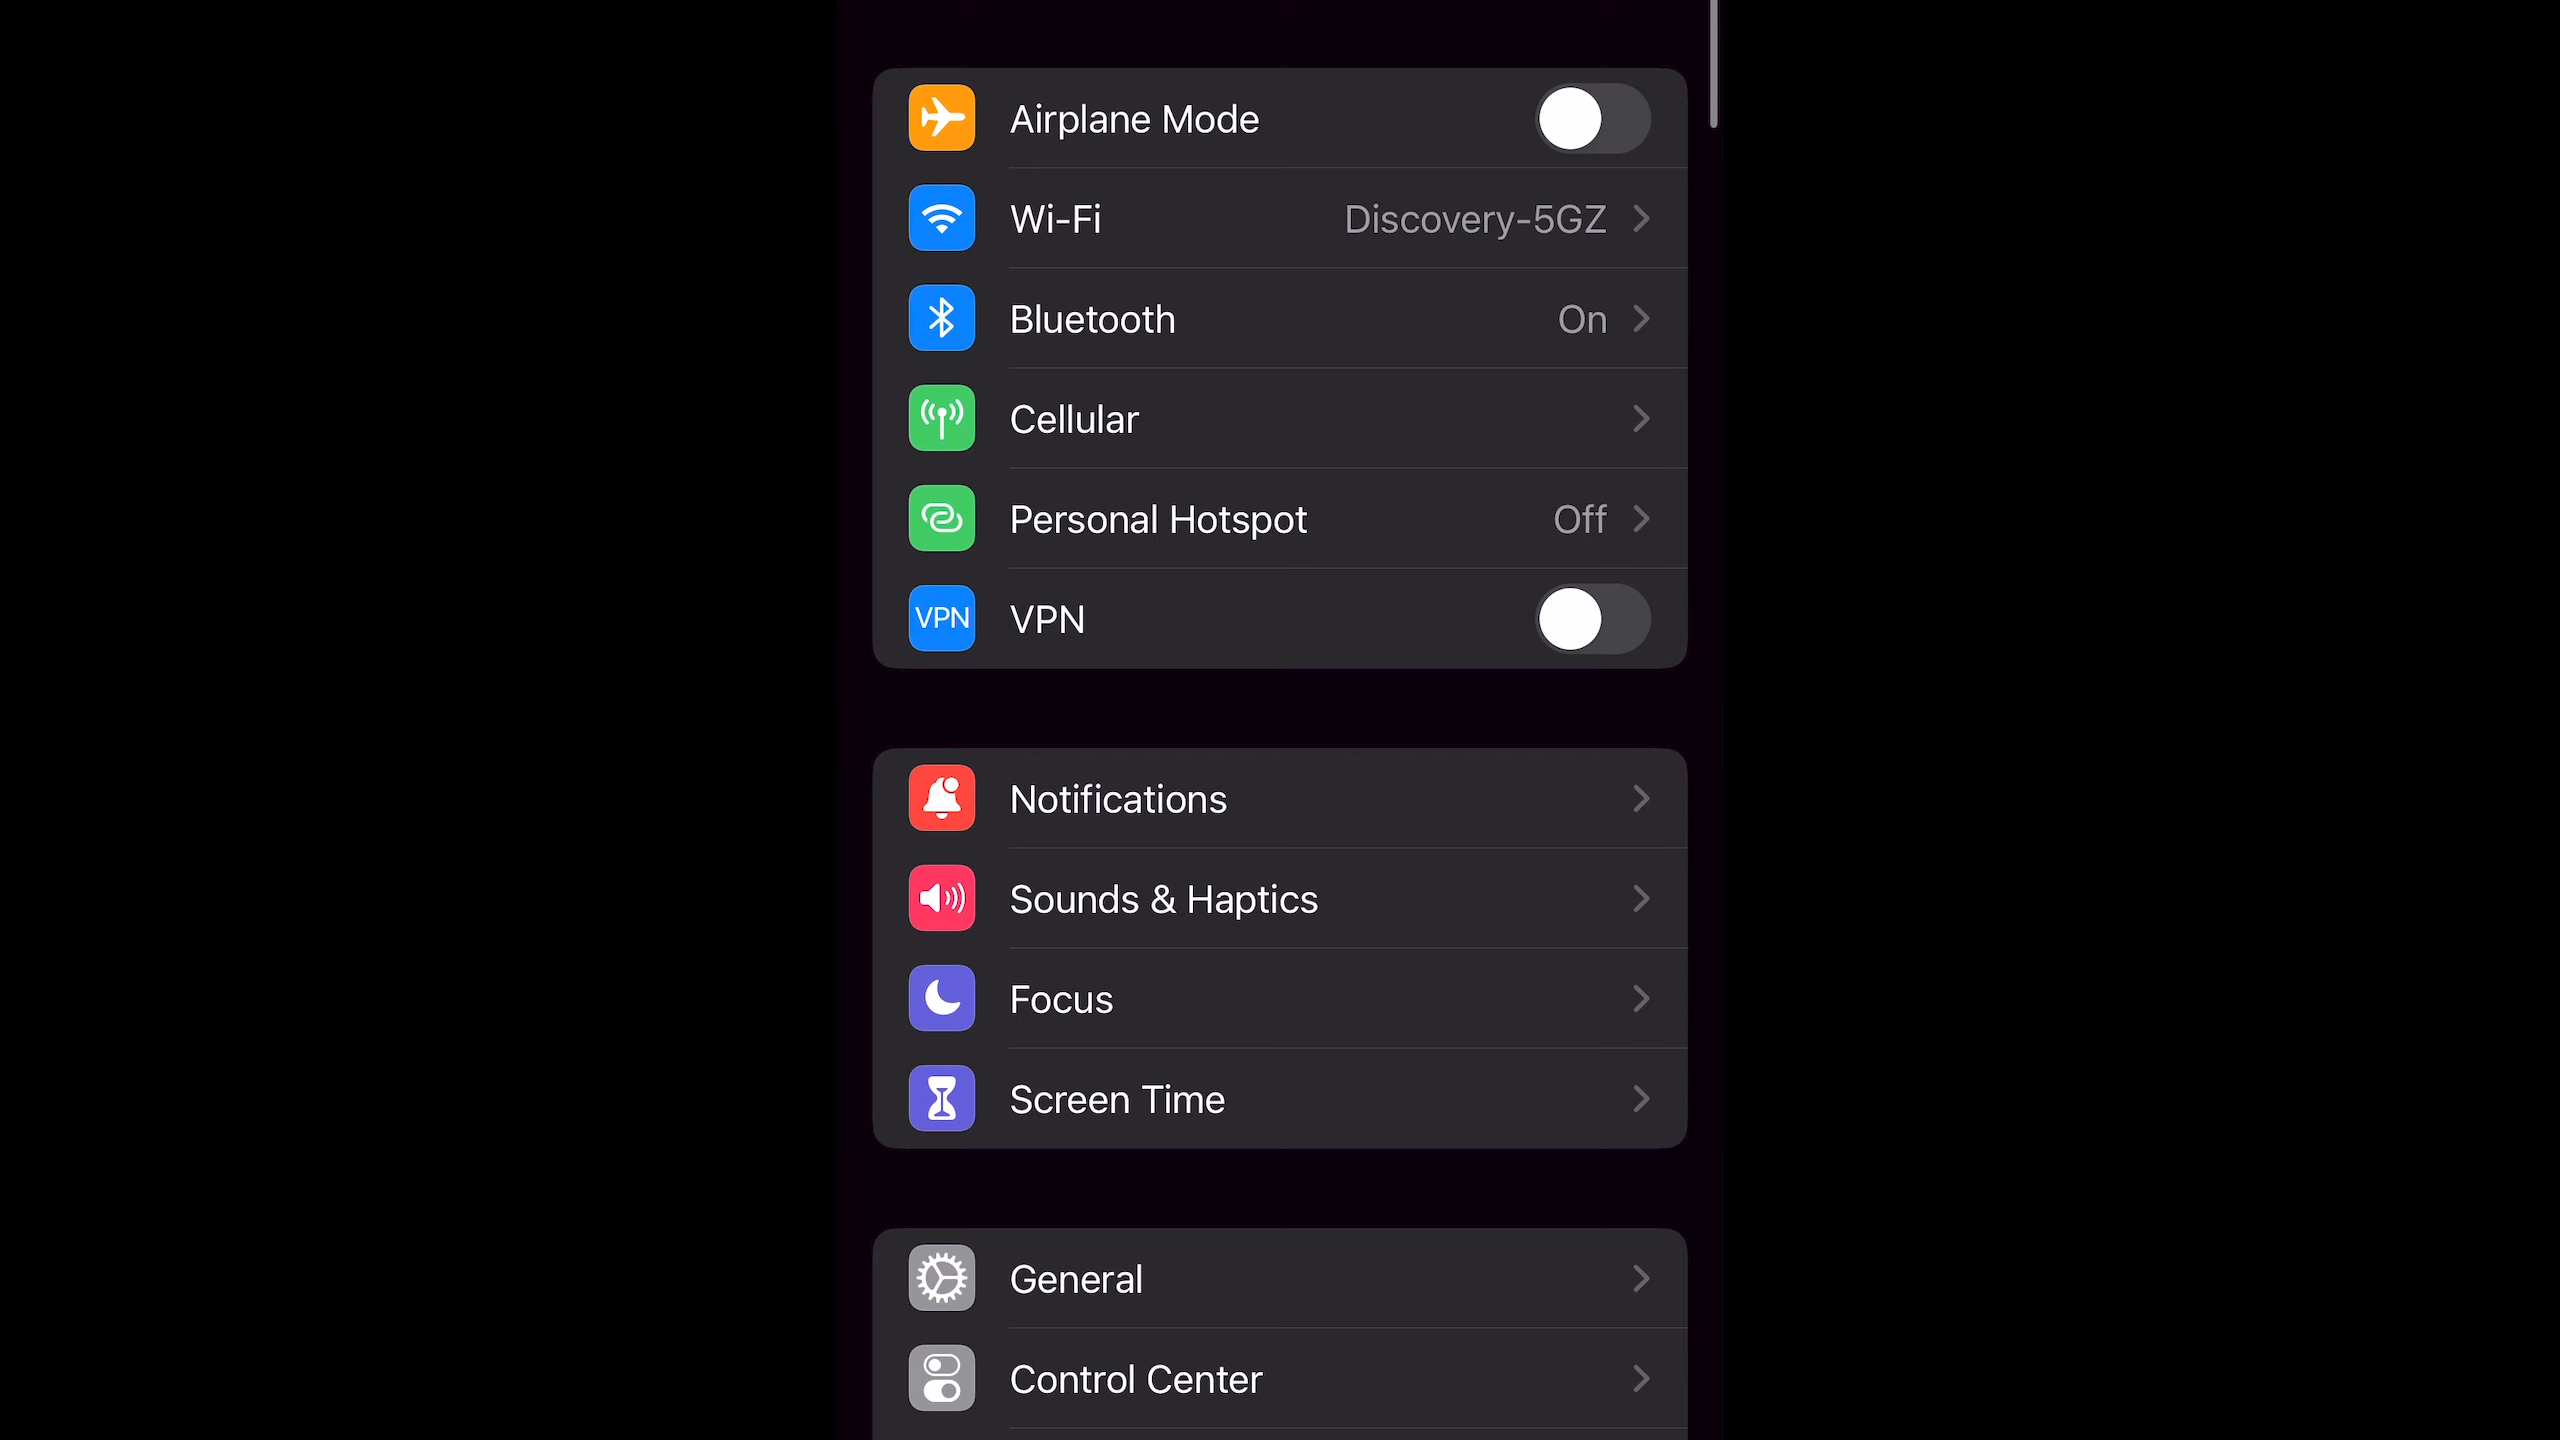 Airplane Mode
Wi-Fi Discovery-5GZ
Bluetooth On
Cellular
Personal Hotspot Off
VPN VPN
Notifications
Sounds & Haptics
Focus
Screen Time
General
Control Center